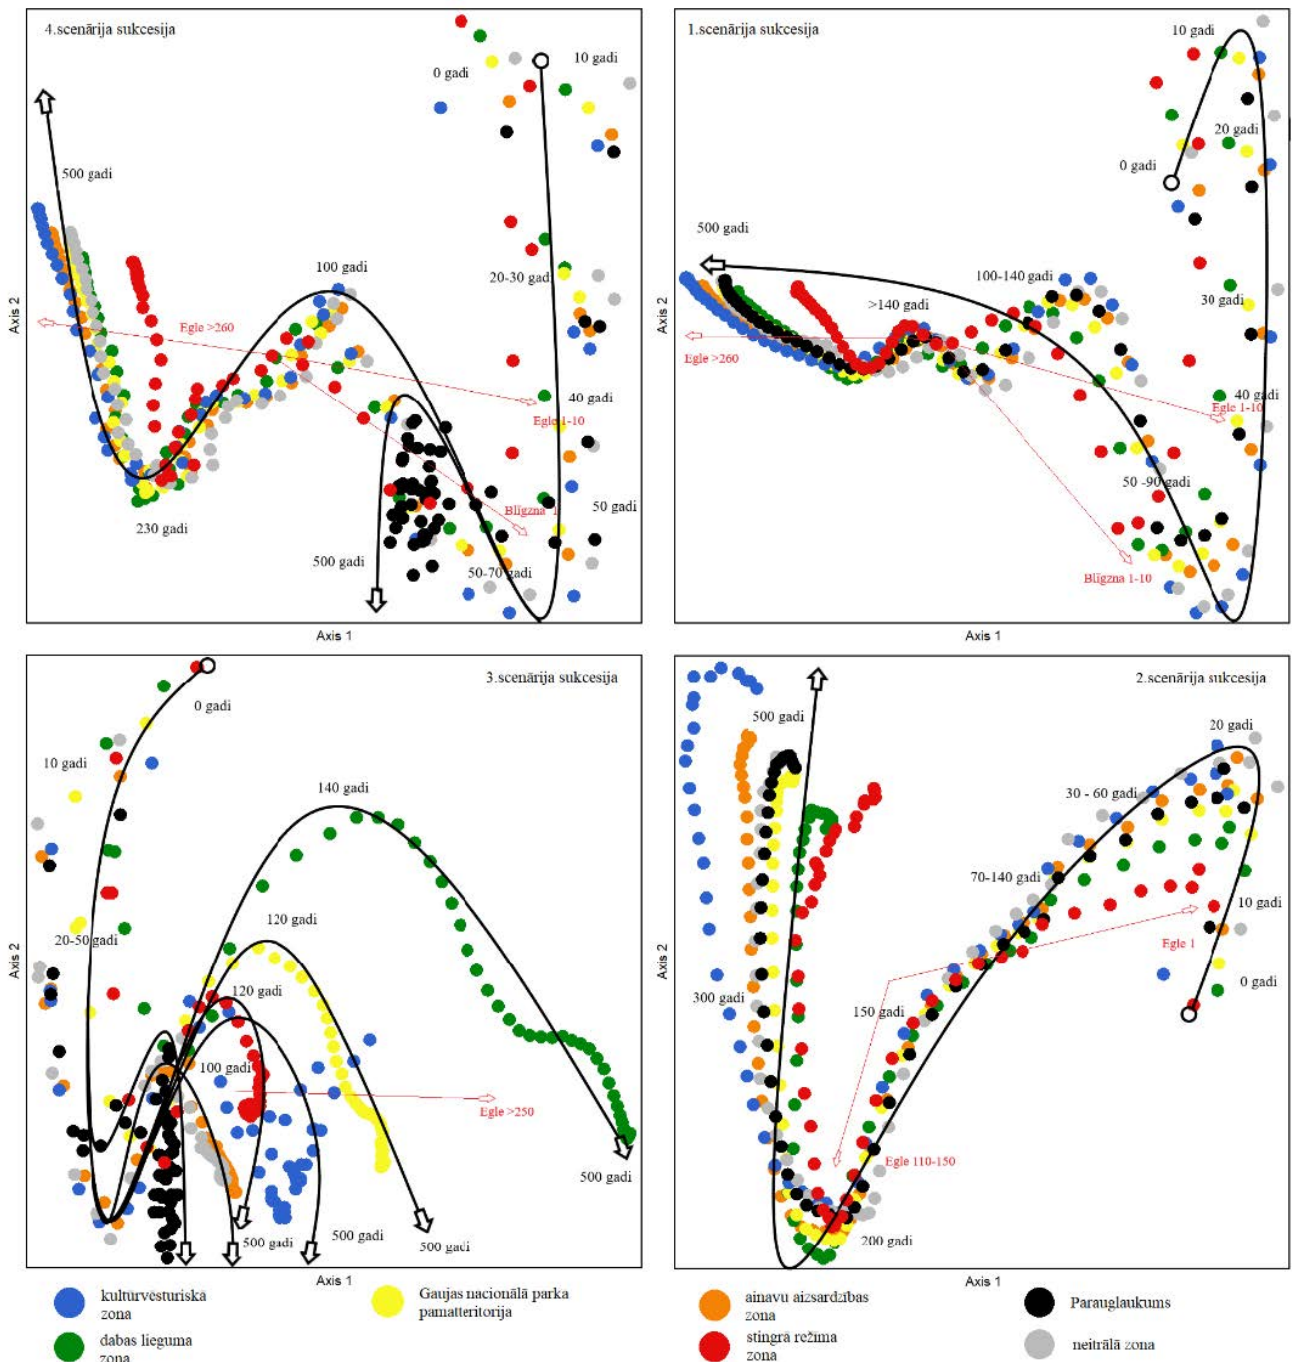 4.scenārija sukcesija
0 gadi
10 gadi
500 gadi
20-30 gadi
100 gadi
Egle >260
40 gadi
Egle 1-10
Blīgzna 1
50 gadi
230 gadi
500 gadi
50-70 gadi
Axis 2
Axis 1
1.scenārija sukcesija
10 gadi
20 gadi
0 gadi
500 gadi
100-140 gadi
>140 gadi
30 gadi
Egle >260
40 gadi
Egle 1-10
50 -90 gadi
Blīgzna 1-10
Axis 2
Axis 1
3.scenārija sukcesija
0 gadi
10 gadi
140 gadi
120 gadi
20-50 gadi
120 gadi
100 gadi
Egle >250
500 gadi
500 gadi
500 gadi
500 gadi
Axis 2
Axis 1
2.scenārija sukcesija
500 gadi
20 gadi
30 - 60 gadi
70-140 gadi
10 gadi
Egle 1
0 gadi
300 gadi
150 gadi
Egle 110-150
200 gadi
Axis 2
Axis 1
kultūrvēsturiskā
zona
dabas lieguma
zona
Gaujas nacionālā parka
pamatteritorija
ainavu aizsardzības
zona
stingrā režīma
zona
Parauglaukums
neitrālā zona